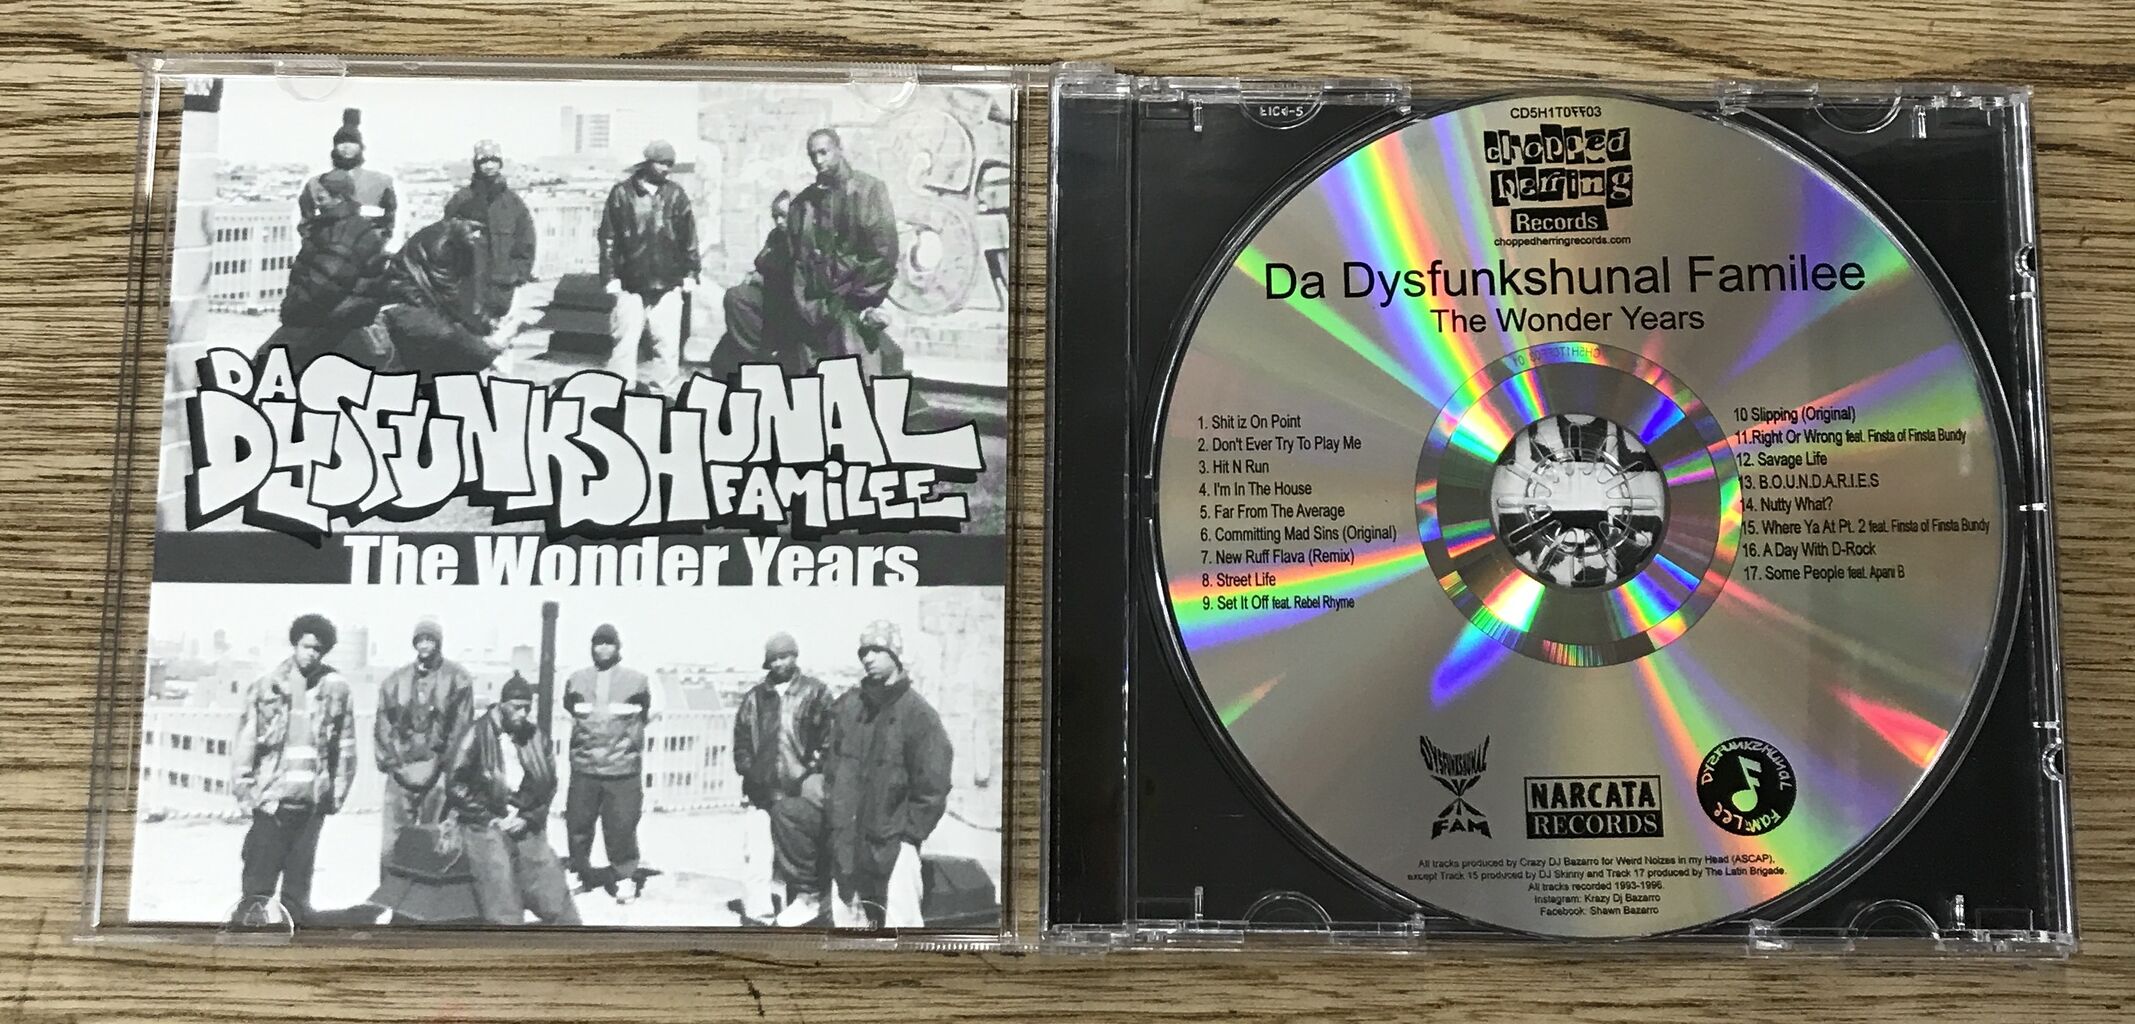 DA
DYSFUNKSHUNAL
FAMILEE
The Wonder Years
CD5H1T0FF03
chopped
herring
Records
choppedherringrecords.com
Da Dysfunkshunal Familee
The Wonder Years
1. Shit iz On Point
2. Don't Ever Try To Play Me
3. Hit N Run
4. I'm In The House
5. Far From The Average
6. Committing Mad Sins (Original)
7. New Ruff Flava (Remix)
8. Street Life
9. Set It Off feat. Rebel Rhyme
10 Slipping (Original)
11.Right Or Wrong feat. Finsta of Finsta Bundy
12. Savage Life
13. B.O.U.N.D.A.R.I.E.S
14. Nutty What?
15. Where Ya At Pt. 2 feat. Finsta of Finsta Bundy
16. A Day With D-Rock
17. Some People feat. Apani B
DYSFUNKSHUNAL
FAM
NARCATA
RECORDS
DYSFUNKSHUNAL
FAMILEE
All tracks produced by Crazy DJ Bazarro for Weird Noizes in my Head (ASCAP),
except Track 15 produced by DJ Skinny and Track 17 produced by The Latin Brigade.
All tracks recorded 1993-1996.
Instagram: Krazy Dj Bazarro
Facebook: Shawn Bazarro